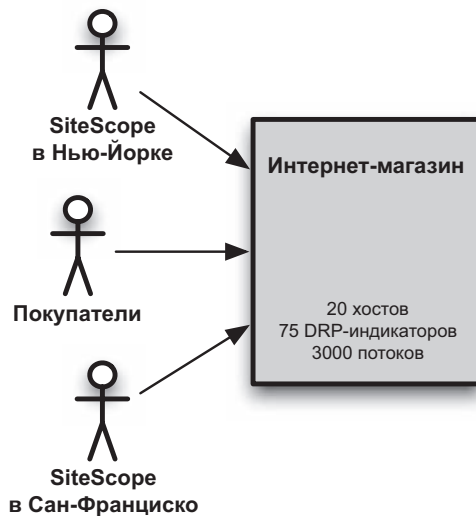 SiteScope
в Нью-Йорке
Интернет-магазин
Покупатели
20 хостов
75 DRP-индикаторов
3000 потоков
SiteScope
в Сан-Франциско